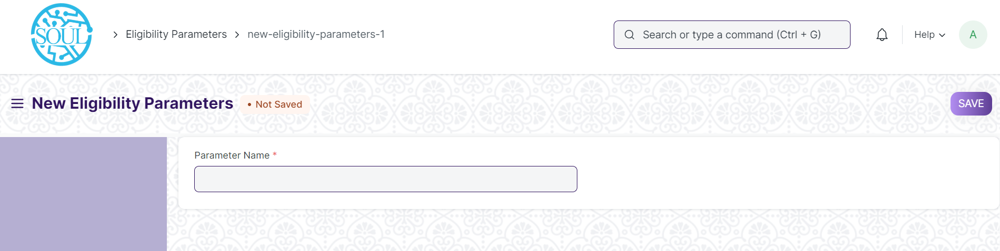 SOUL
Eligibility Parameters
new-eligibility-parameters-1
Search or type a command (Ctrl + G)
Help
A
New Eligibility Parameters
• Not Saved
SAVE
Parameter Name *